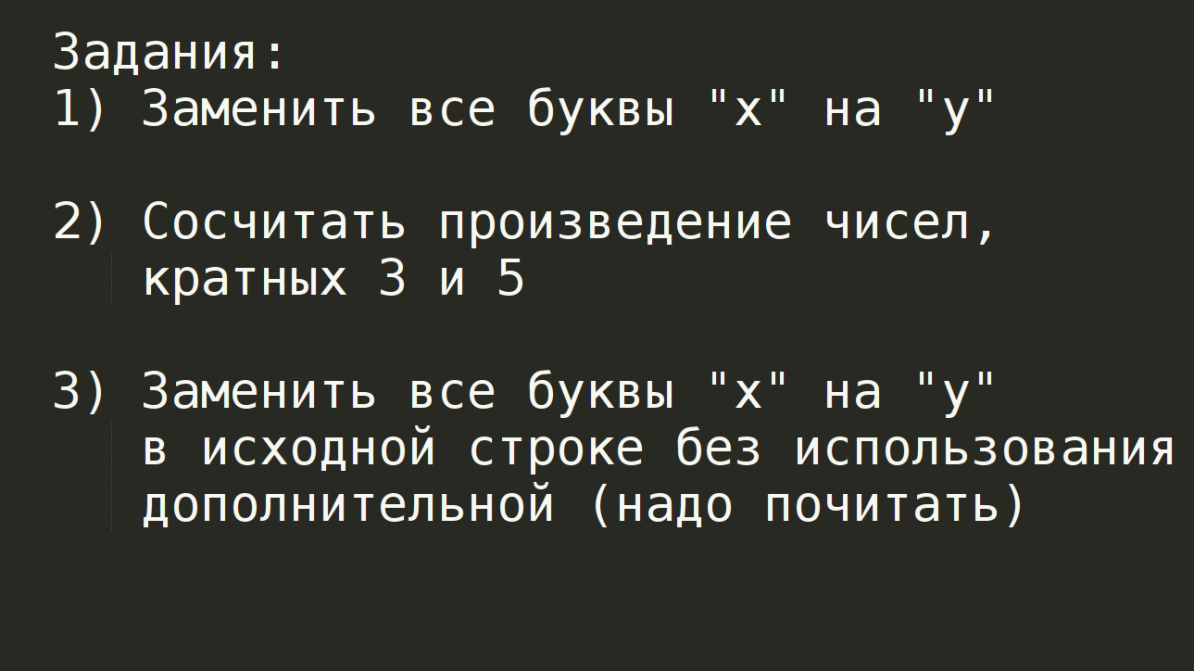 Задания:
1) Заменить все буквы "x" на "y"
2) Сосчитать произведение чисел,
кратных 3 и 5
3) Заменить все буквы "x" на "y"
в исходной строке без использования
дополнительной (надо почитать)